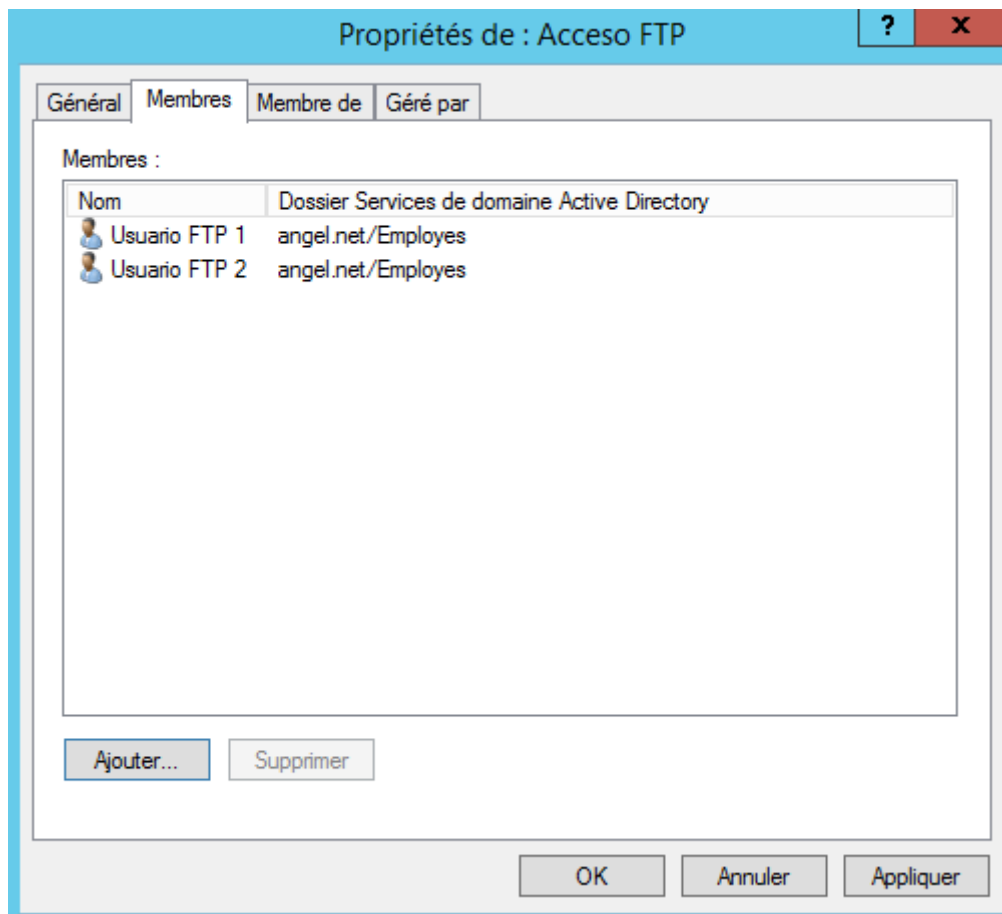 Propriétés de : Acceso FTP
? x
Général Membres Membre de Géré par
Membres :
Nom Dossier Services de domaine Active Directory
Usuario FTP 1 angel.net/Employes
Usuario FTP 2 angel.net/Employes
Ajouter... Supprimer
OK Annuler Appliquer